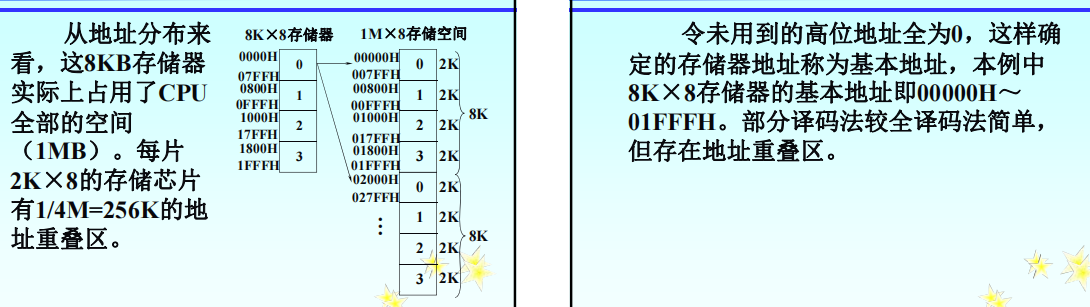 从地址分布来
看，这8KB存储器
实际上占用了CPU
全部的空间
（1MB）。每片
2K×8的存储芯片
有1/4M=256K的地
址重叠区。
8K×8存储器
0000H
0
07FFH
0800H
1
0FFFH
1000H
2
17FFH
1800H
3
1FFFH
1M×8存储空间
00000H
0
2K
007FFH
00800H
1
2K
00FFFH
01000H
2
2K
017FFH
01800H
3
2K
01FFFH
8K
02000H
0
2K
027FFH
1
2K
⋮
2
2K
3
2K
8K
令未用到的高位地址全为0，这样确
定的存储器地址称为基本地址，本例中
8K×8存储器的基本地址即00000H～
01FFFH。部分译码法较全译码法简单，
但存在地址重叠区。